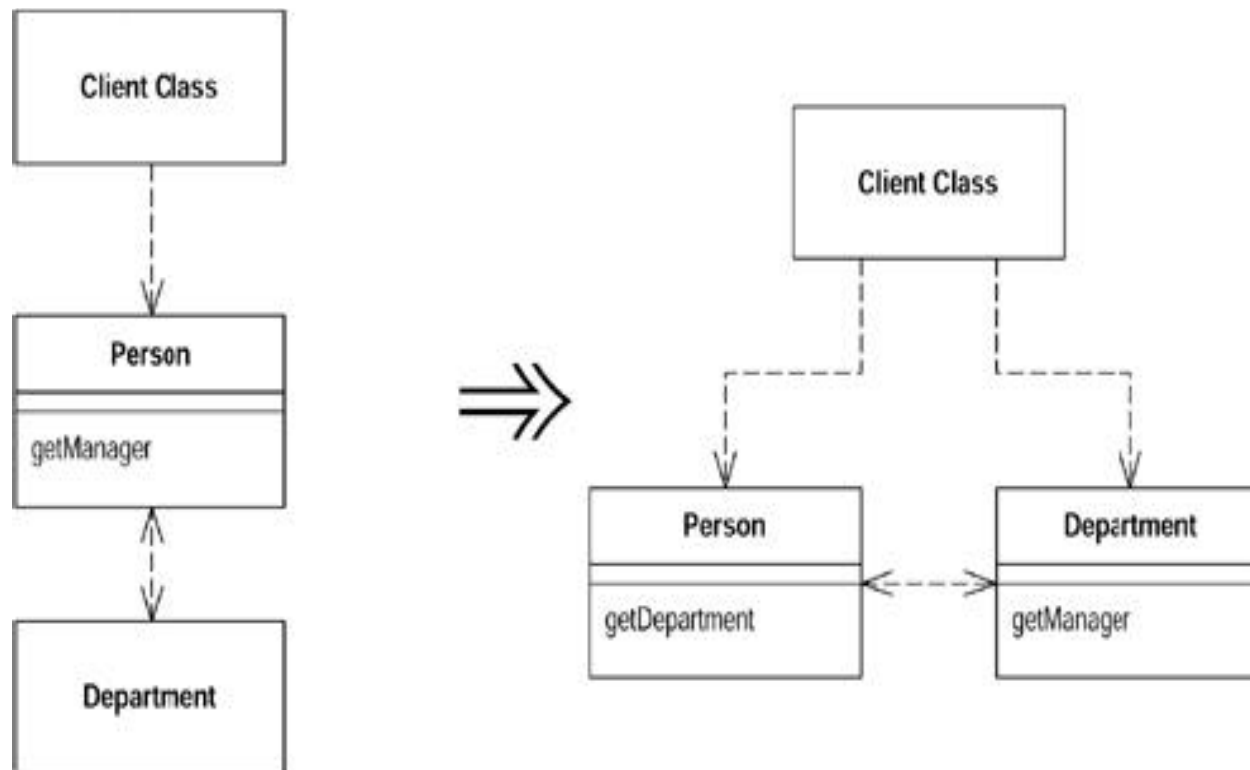 Client Class
Person
getManager
Department
Client Class
Person
getDepartment
Department
getManager